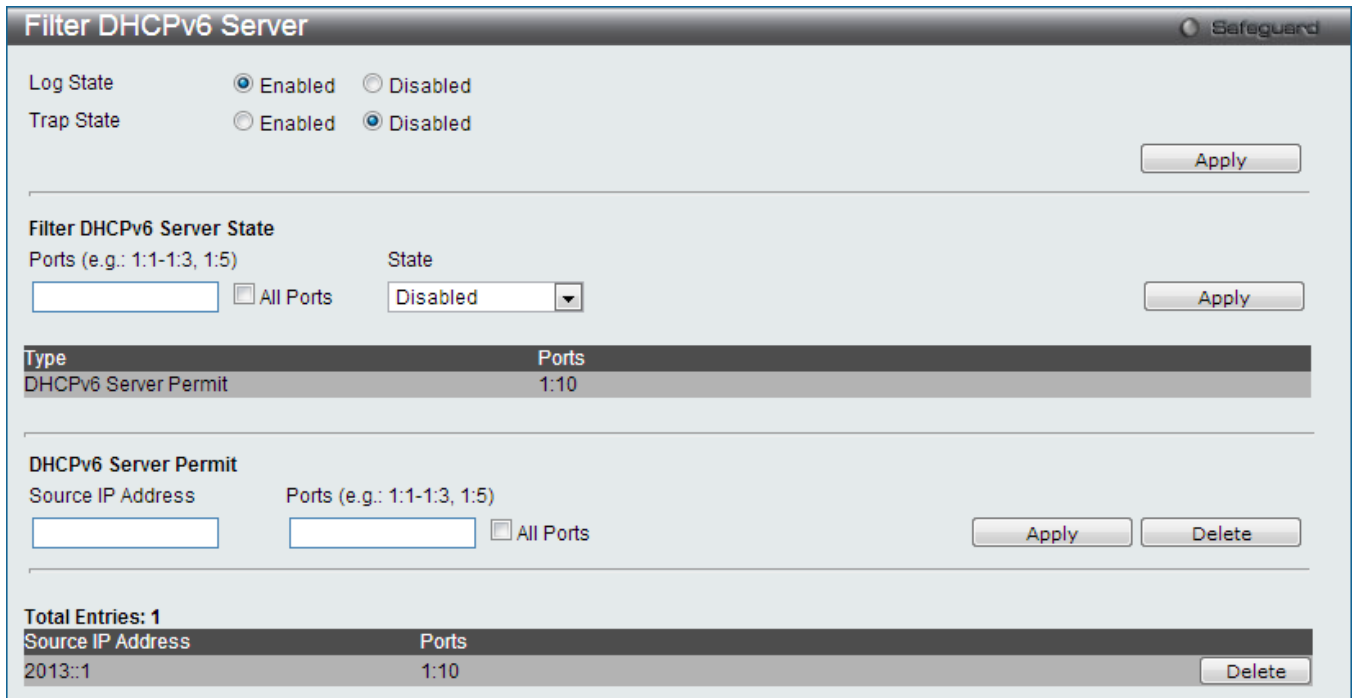 Filter DHCPv6 Server
Safeguard
Log State Enabled Disabled
Trap State Enabled Disabled
Apply
Filter DHCPv6 Server State
Ports (e.g.: 1:1-1:3, 1:5) State
All Ports Disabled Apply
Type Ports
DHCPv6 Server Permit 1:10
DHCPv6 Server Permit
Source IP Address Ports (e.g.: 1:1-1:3, 1:5)
All Ports Apply Delete
Total Entries: 1
Source IP Address Ports
2013::1 1:10 Delete